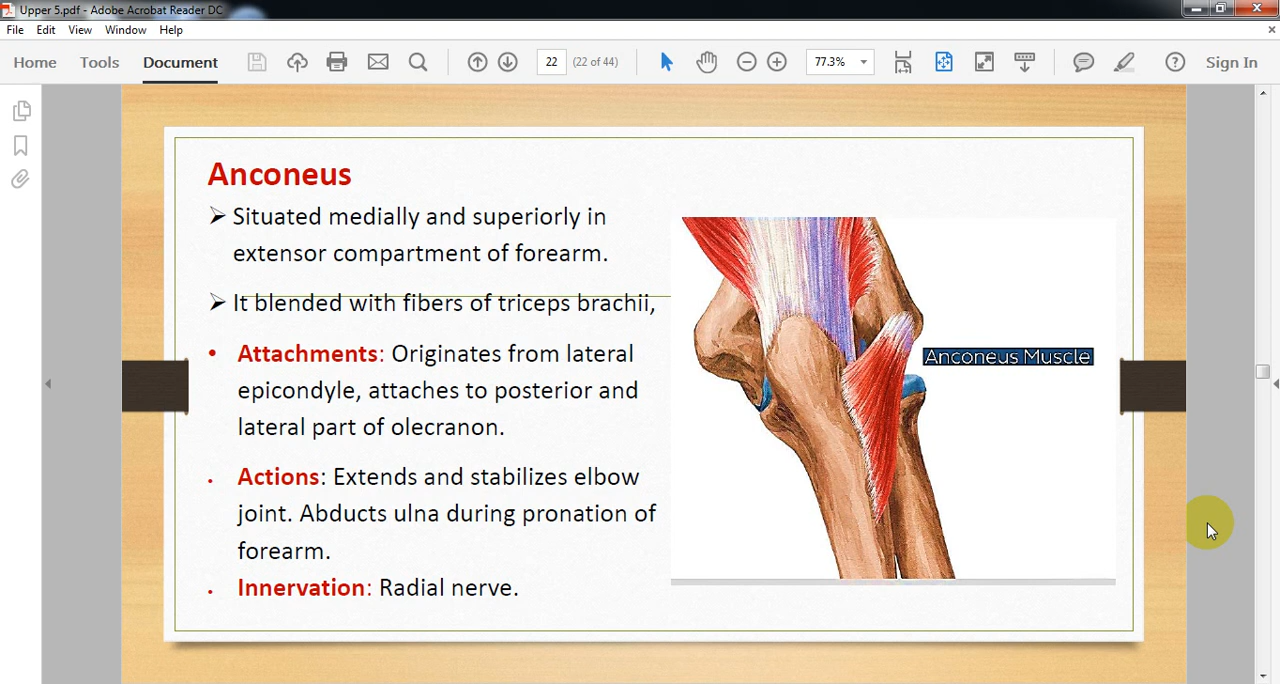 Upper 5.pdf - Adobe Acrobat Reader DC
File Edit View Window Help
Home Tools Document 22 (22 of 44) 77.3% Sign In
Anconeus
➢ Situated medially and superiorly in
extensor compartment of forearm.
➢ It blended with fibers of triceps brachii,
• Attachments: Originates from lateral
epicondyle, attaches to posterior and
lateral part of olecranon.
• Actions: Extends and stabilizes elbow
joint. Abducts ulna during pronation of
forearm.
• Innervation: Radial nerve.
Anconeus Muscle